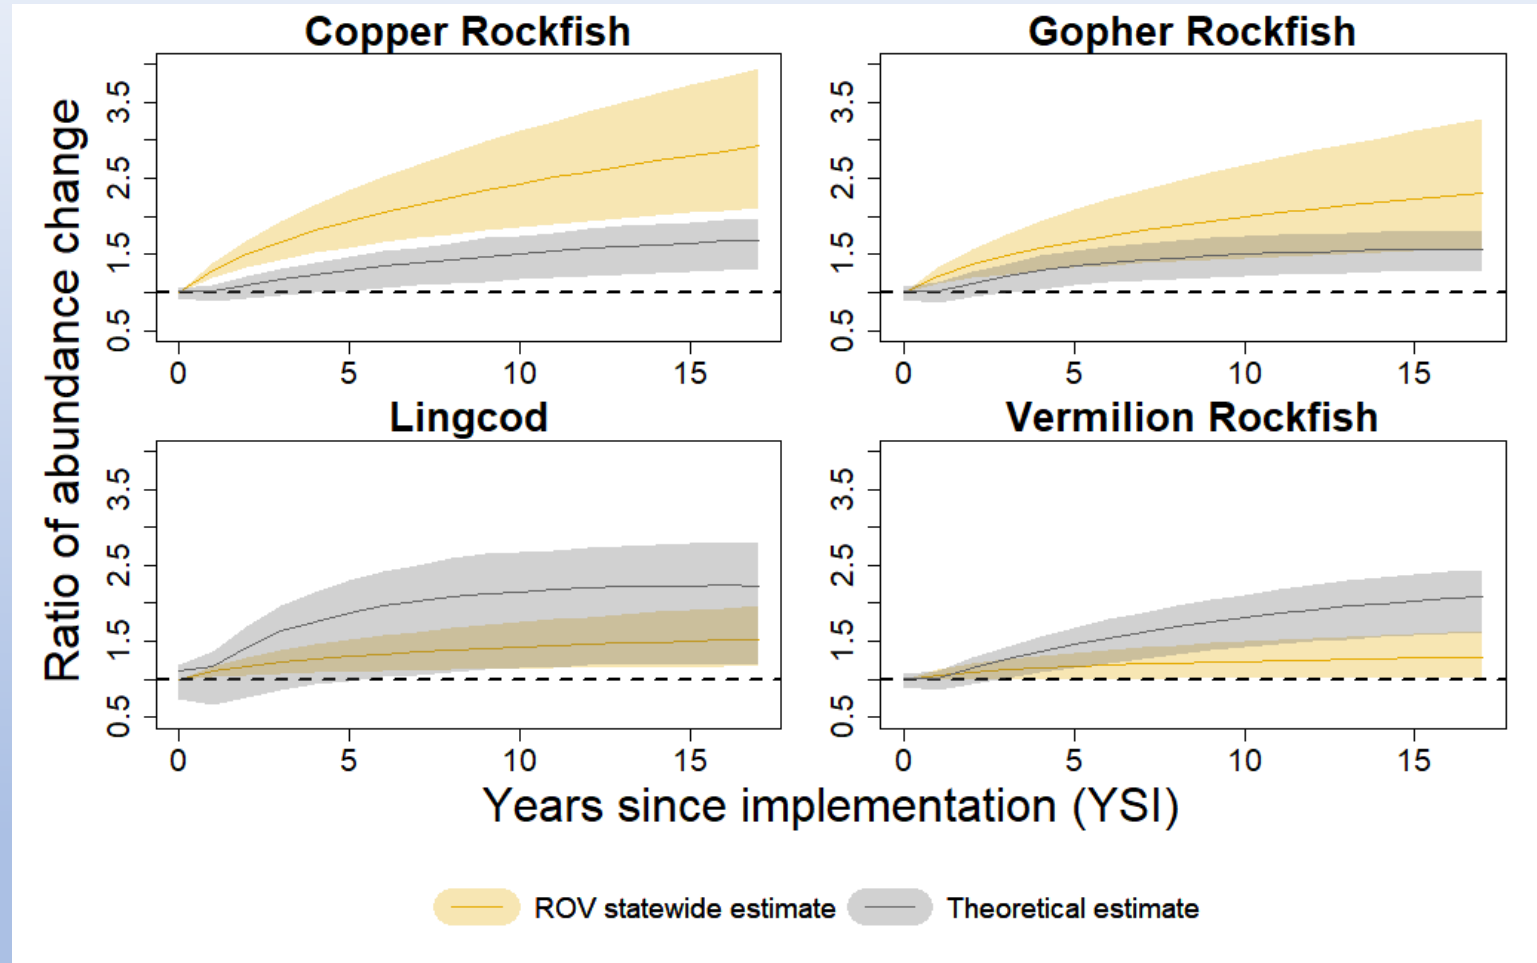 Copper Rockfish
Gopher Rockfish
Ratio of abundance change
3.5
2.5
1.5
0.5
0 5 10 15
3.5
2.5
1.5
0.5
0 5 10 15
Lingcod
Vermilion Rockfish
3.5
2.5
1.5
0.5
0 5 10 15
3.5
2.5
1.5
0.5
0 5 10 15
Years since implementation (YSI)
ROV statewide estimate
Theoretical estimate